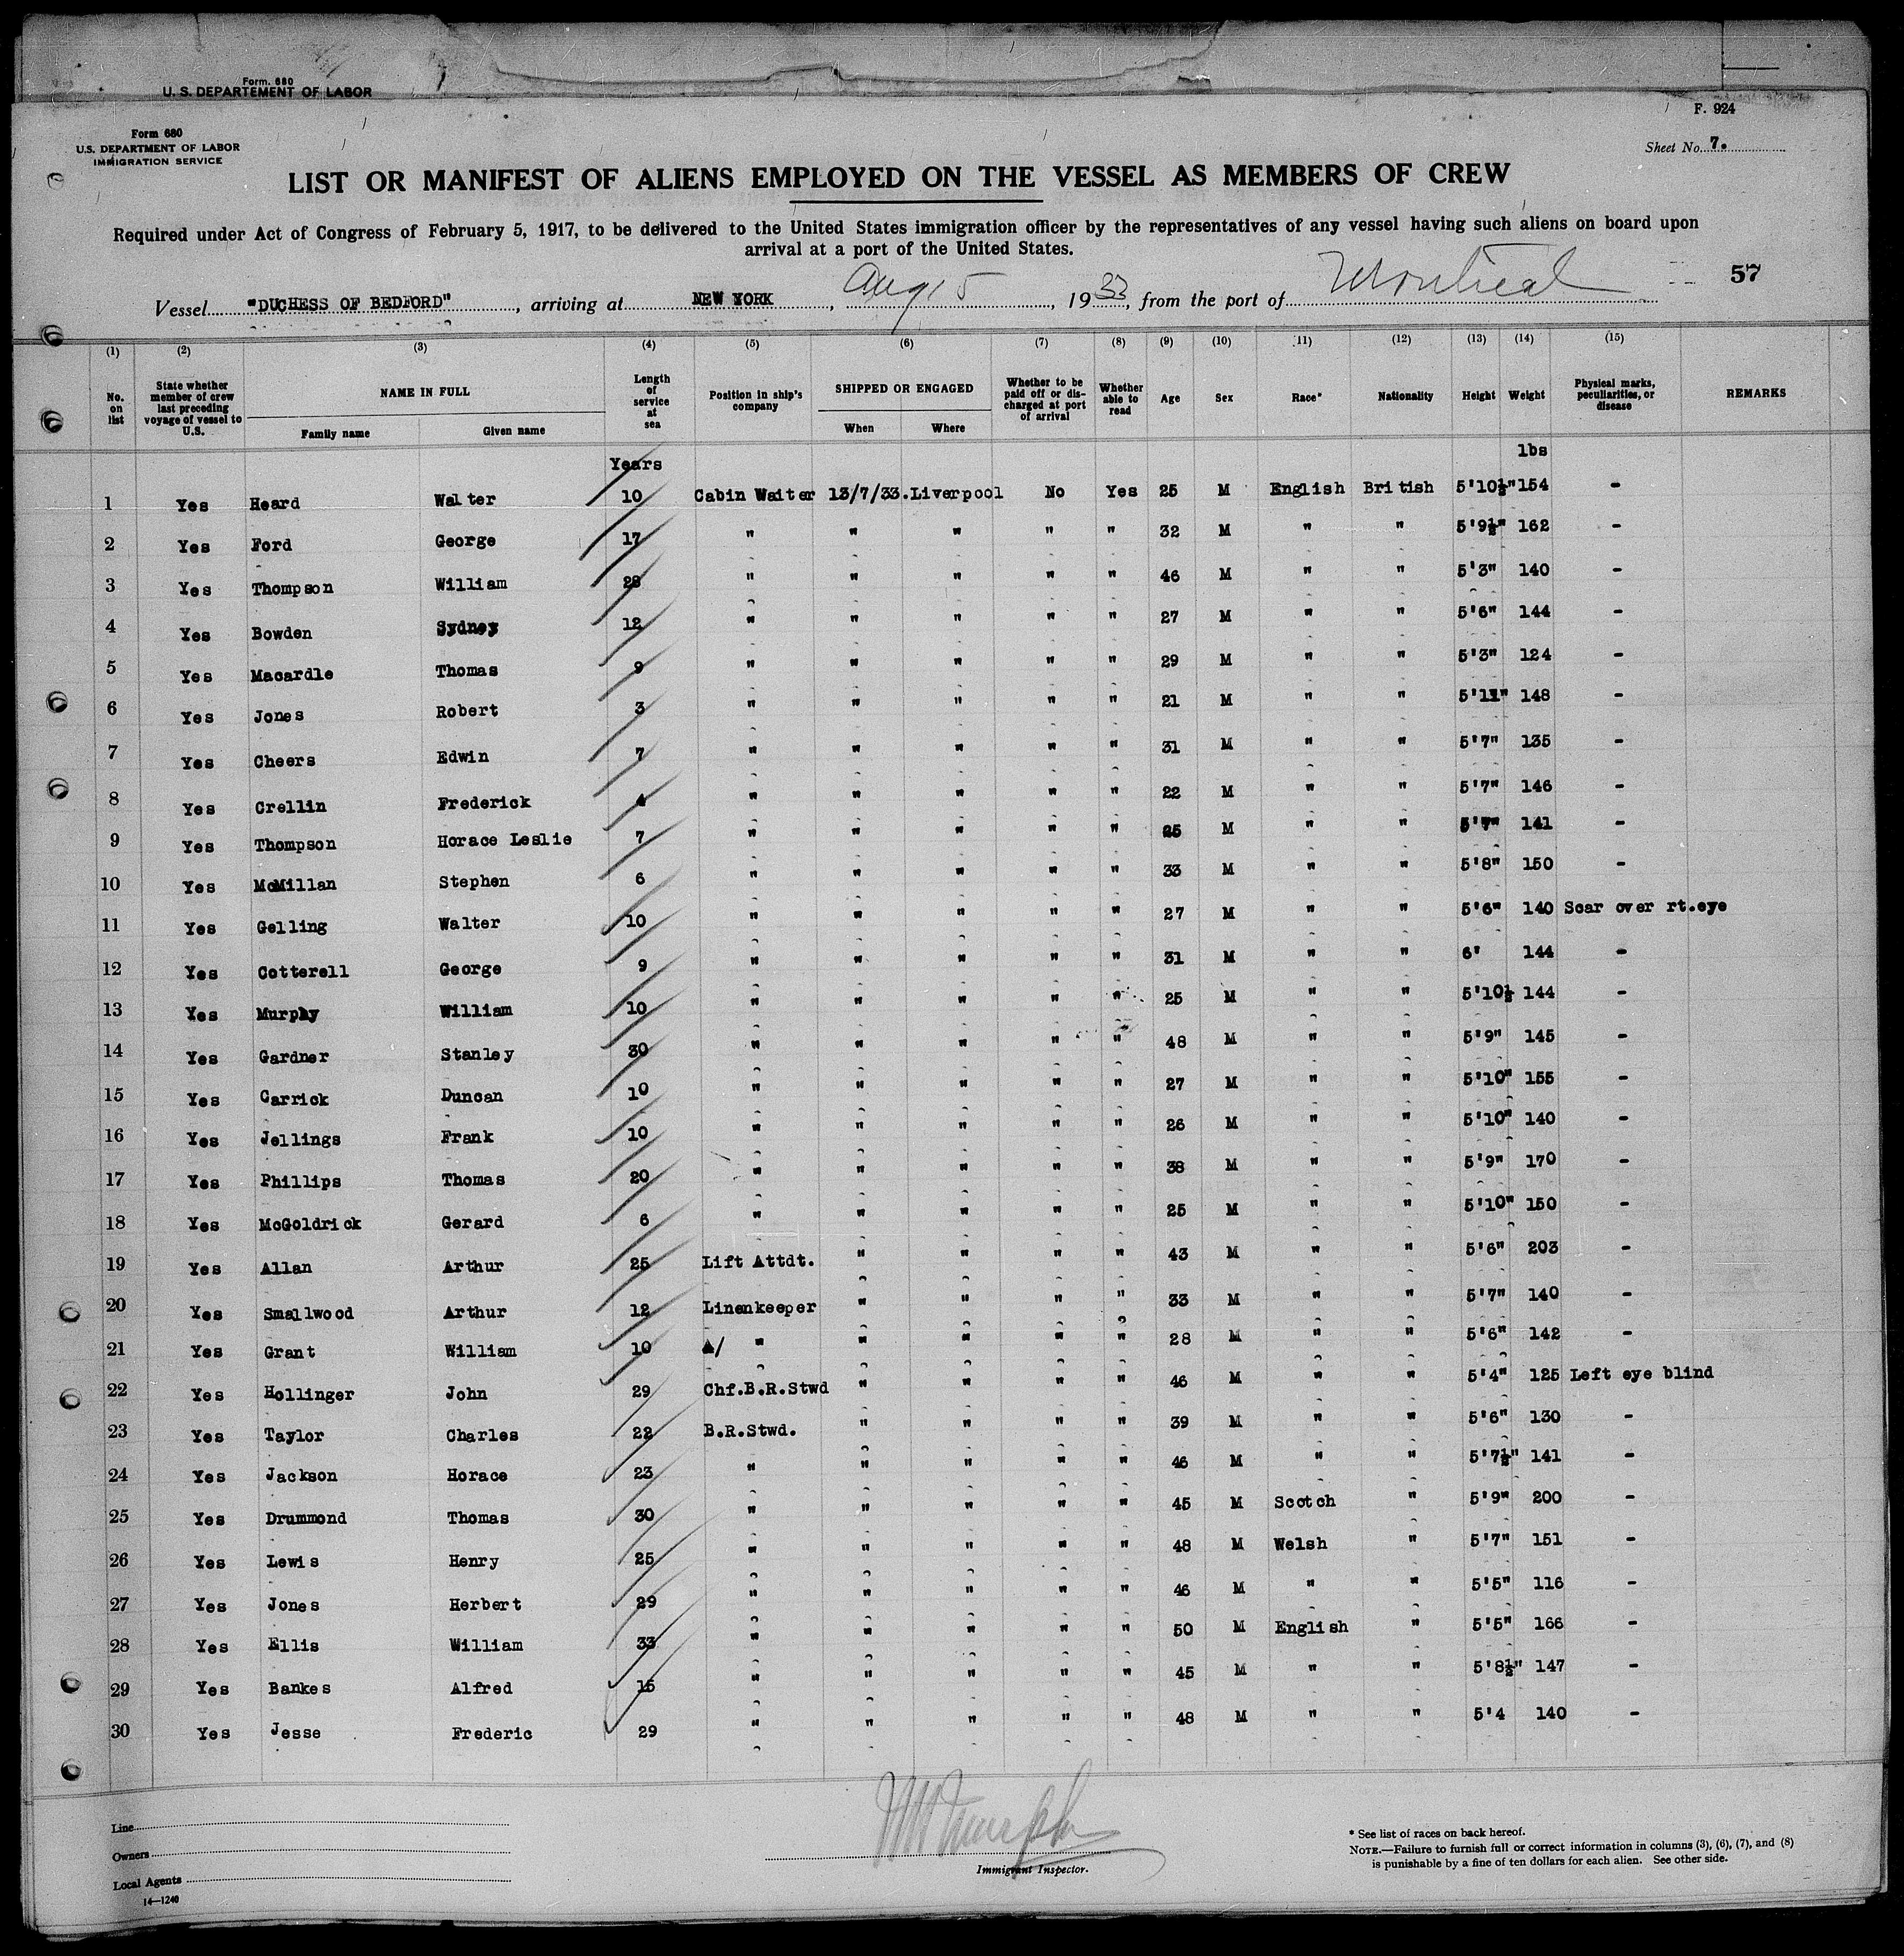 Form. 680
U. S. DEPARTEMENT OF LABOR
F. 924
Form 680
U.S. DEPARTMENT OF LABOR
IMMIGRATION SERVICE
Sheet No. 7.
LIST OR MANIFEST OF ALIENS EMPLOYED ON THE VESSEL AS MEMBERS OF CREW
Required under Act of Congress of February 5, 1917, to be delivered to the United States immigration officer by the representatives of any vessel having such aliens on board upon
arrival at a port of the United States.
57
Vessel "DUCHESS OF BEDFORD", arriving at NEW YORK, Aug 5, 1933, from the port of Montreal
(1) (2) (3) (4) (5) (6) (7) (8) (9) (10) (11) (12) (13) (14) (15)
No. on list State whether member of crew last preceding voyage of vessel to U.S. NAME IN FULL Family name Given name Length of service at sea Position in ship's company SHIPPED OR ENGAGED When Where Whether to be paid off or discharged at port of arrival Whether able to read Age Sex Race* Nationality Height Weight Physical marks, peculiarities, or disease REMARKS
Years lbs
1 Yes Heard Walter 10 Cabin Waiter 13/7/33. Liverpool No Yes 25 M English British 5'10½" 154 -
2 Yes Ford George 17 " " " " " 32 M " " 5'9½" 162 -
3 Yes Thompson William 28 " " " " " 46 M " " 5'3" 140 -
4 Yes Bowden Sydney 12 " " " " " 27 M " " 5'6" 144 -
5 Yes Macardle Thomas 9 " " " " " 29 M " " 5'3" 124 -
6 Yes Jones Robert 3 " " " " " 21 M " " 5'11" 148 -
7 Yes Cheers Edwin 7 " " " " " 31 M " " 5'7" 135 -
8 Yes Crellin Frederick 4 " " " " " 22 M " " 5'7" 146 -
9 Yes Thompson Horace Leslie 7 " " " " " 25 M " " 5'7" 141 -
10 Yes McMillan Stephen 6 " " " " " 33 M " " 5'8" 150 -
11 Yes Gelling Walter 10 " " " " " 27 M " " 5'6" 140 Scar over rt.eye
12 Yes Cotterell George 9 " " " " " 31 M " " 6' 144 -
13 Yes Murphy William 10 " " " " " 25 M " " 5'10½ 144 -
14 Yes Gardner Stanley 30 " " " " " 48 M " " 5'9" 145 -
15 Yes Carrick Duncan 10 " " " " " 27 M " " 5'10" 155 -
16 Yes Jellings Frank 10 " " " " " 26 M " " 5'10" 140 -
17 Yes Phillips Thomas 20 " " " " " 38 M " " 5'9" 170 -
18 Yes McGoldrick Gerard 6 " " " " " 25 M " " 5'10" 150 -
19 Yes Allan Arthur 25 Lift Attdt. " " " " 43 M " " 5'6" 203 -
20 Yes Smallwood Arthur 12 Linenkeeper " " " " 33 M " " 5'7" 140 -
21 Yes Grant William 10 A/ " " " " " 28 M " " 5'6" 142 -
22 Yes Hollinger John 29 Chf.B.R.Stwd " " " " 46 M " " 5'4" 125 Left eye blind
23 Yes Taylor Charles 22 B.R.Stwd. " " " " 39 M " " 5'6" 130 -
24 Yes Jackson Horace 23 " " " " " 46 M " " 5'7½" 141 -
25 Yes Drummond Thomas 30 " " " " " 45 M Scotch " 5'9" 200 -
26 Yes Lewis Henry 25 " " " " " 48 M Welsh " 5'7" 151 -
27 Yes Jones Herbert 29 " " " " " 46 M " " 5'5" 116 -
28 Yes Ellis William 33 " " " " " 50 M English " 5'5" 166 -
29 Yes Bankes Alfred 15 " " " " " 45 M " " 5'8½" 147 -
30 Yes Jesse Frederic 29 " " " " " 48 M " " 5'4 140 -
Line
Owners
Local Agents
14—1240
Immigrant Inspector.
* See list of races on back hereof.
NOTE.—Failure to furnish full or correct information in columns (3), (6), (7), and (8)
is punishable by a fine of ten dollars for each alien. See other side.